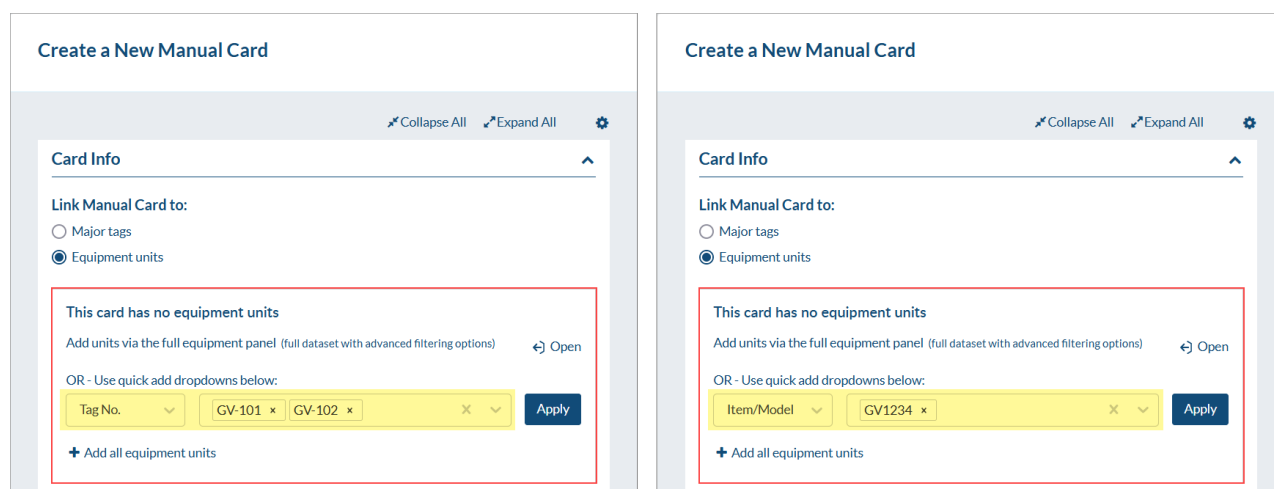 Create a New Manual Card
Collapse All Expand All
Card Info
Link Manual Card to:
Major tags
Equipment units
This card has no equipment units
Add units via the full equipment panel (full dataset with advanced filtering options) Open
OR - Use quick add dropdowns below:
Tag No. GV-101 × GV-102 × Apply
Add all equipment units
Create a New Manual Card
Collapse All Expand All
Card Info
Link Manual Card to:
Major tags
Equipment units
This card has no equipment units
Add units via the full equipment panel (full dataset with advanced filtering options) Open
OR - Use quick add dropdowns below:
Item/Model GV1234 × Apply
Add all equipment units